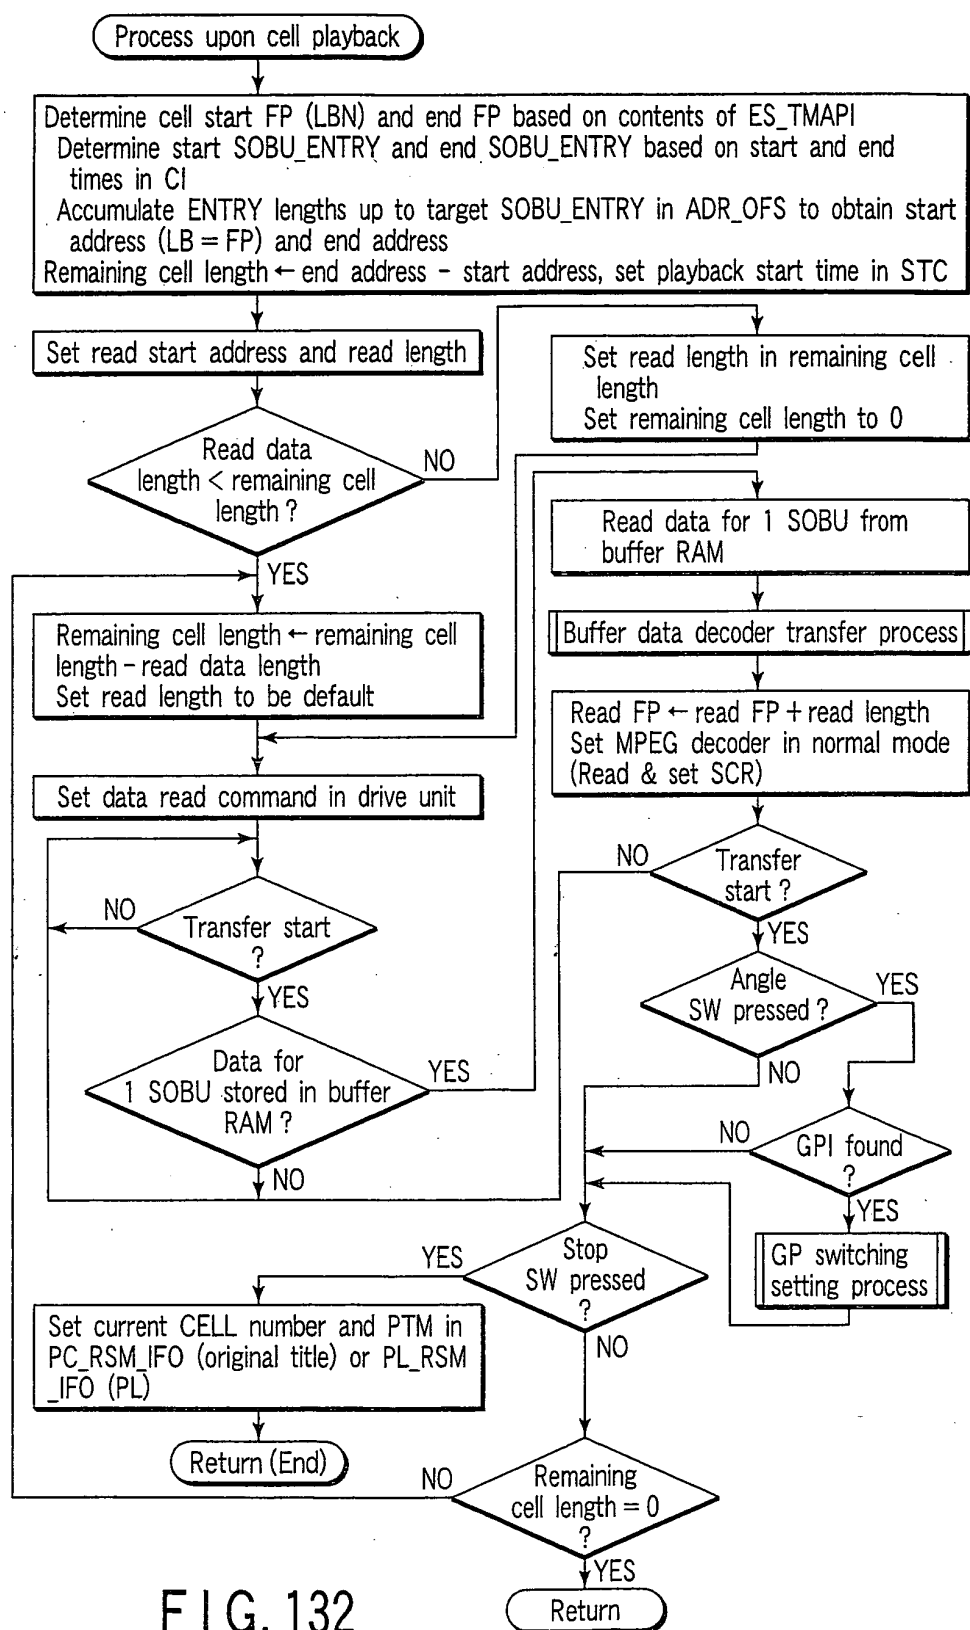 Process upon cell playback
Determine cell start FP (LBN) and end FP based on contents of ES_TMAPI
Determine start SOBU_ENTRY and end SOBU_ENTRY based on start and end
times in CI
Accumulate ENTRY lengths up to target SOBU_ENTRY in ADR_OFS to obtain start
address (LB = FP) and end address
Remaining cell length ← end address - start address, set playback start time in STC
Set read start address and read length
Set read length in remaining cell
length
Set remaining cell length to 0
Read data
length < remaining cell
length ?
NO
YES
Read data for 1 SOBU from
buffer RAM
Remaining cell length ← remaining cell
length - read data length
Set read length to be default
Buffer data decoder transfer process
Read FP ← read FP + read length
Set MPEG decoder in normal mode
(Read & set SCR)
Set data read command in drive unit
NO
Transfer start
?
YES
NO
Transfer
start ?
YES
Angle
SW pressed ?
YES
NO
Data for
1 SOBU stored in buffer
RAM ?
YES
NO
NO
GPI found
?
YES
GP switching
setting process
YES
Stop
SW pressed
?
NO
Set current CELL number and PTM in
PC_RSM_IFO (original title) or PL_RSM
_IFO (PL)
Return (End)
NO
Remaining
cell length = 0
?
YES
Return
FIG. 132